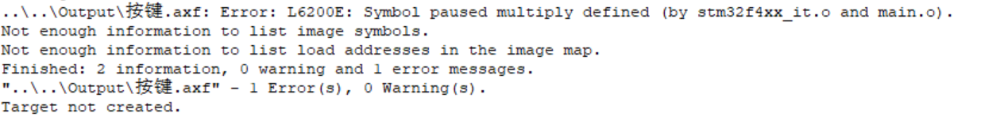 ..\..\Output\按键.axf: Error: L6200E: Symbol paused multiply defined (by stm32f4xx_it.o and main.o).
Not enough information to list image symbols.
Not enough information to list load addresses in the image map.
Finished: 2 information, 0 warning and 1 error messages.
"..\..\Output\按键.axf" - 1 Error(s), 0 Warning(s).
Target not created.